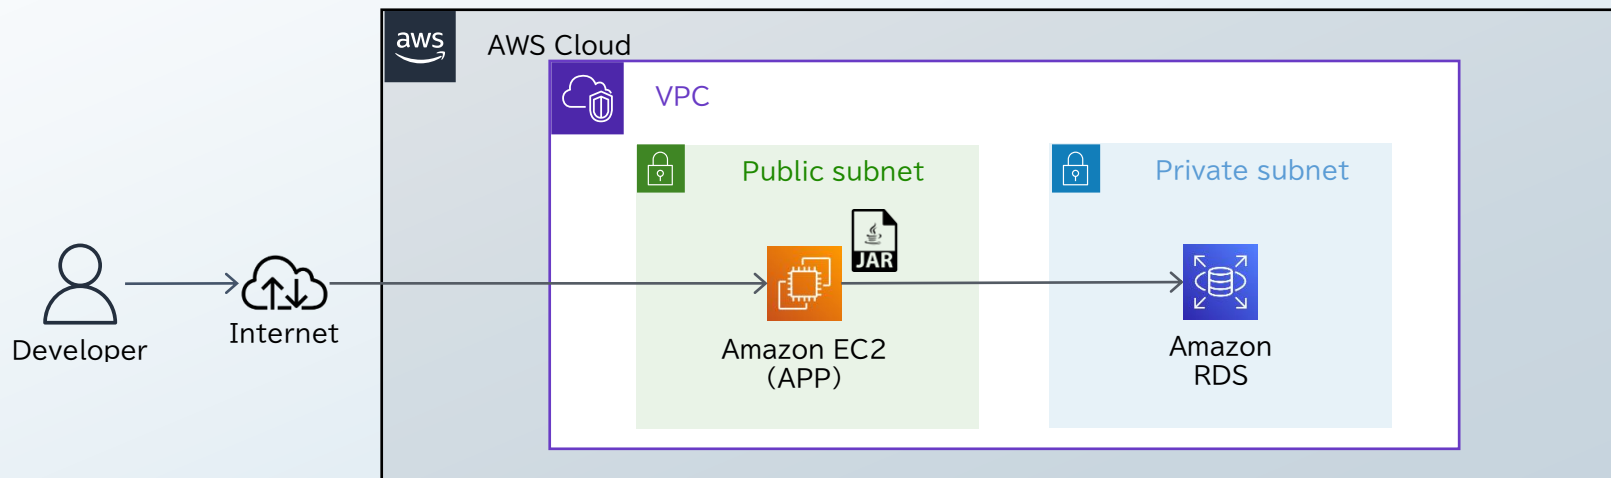 aws
AWS Cloud
VPC
Public subnet
Private subnet
JAR
Developer
Internet
Amazon EC2
(APP)
Amazon
RDS